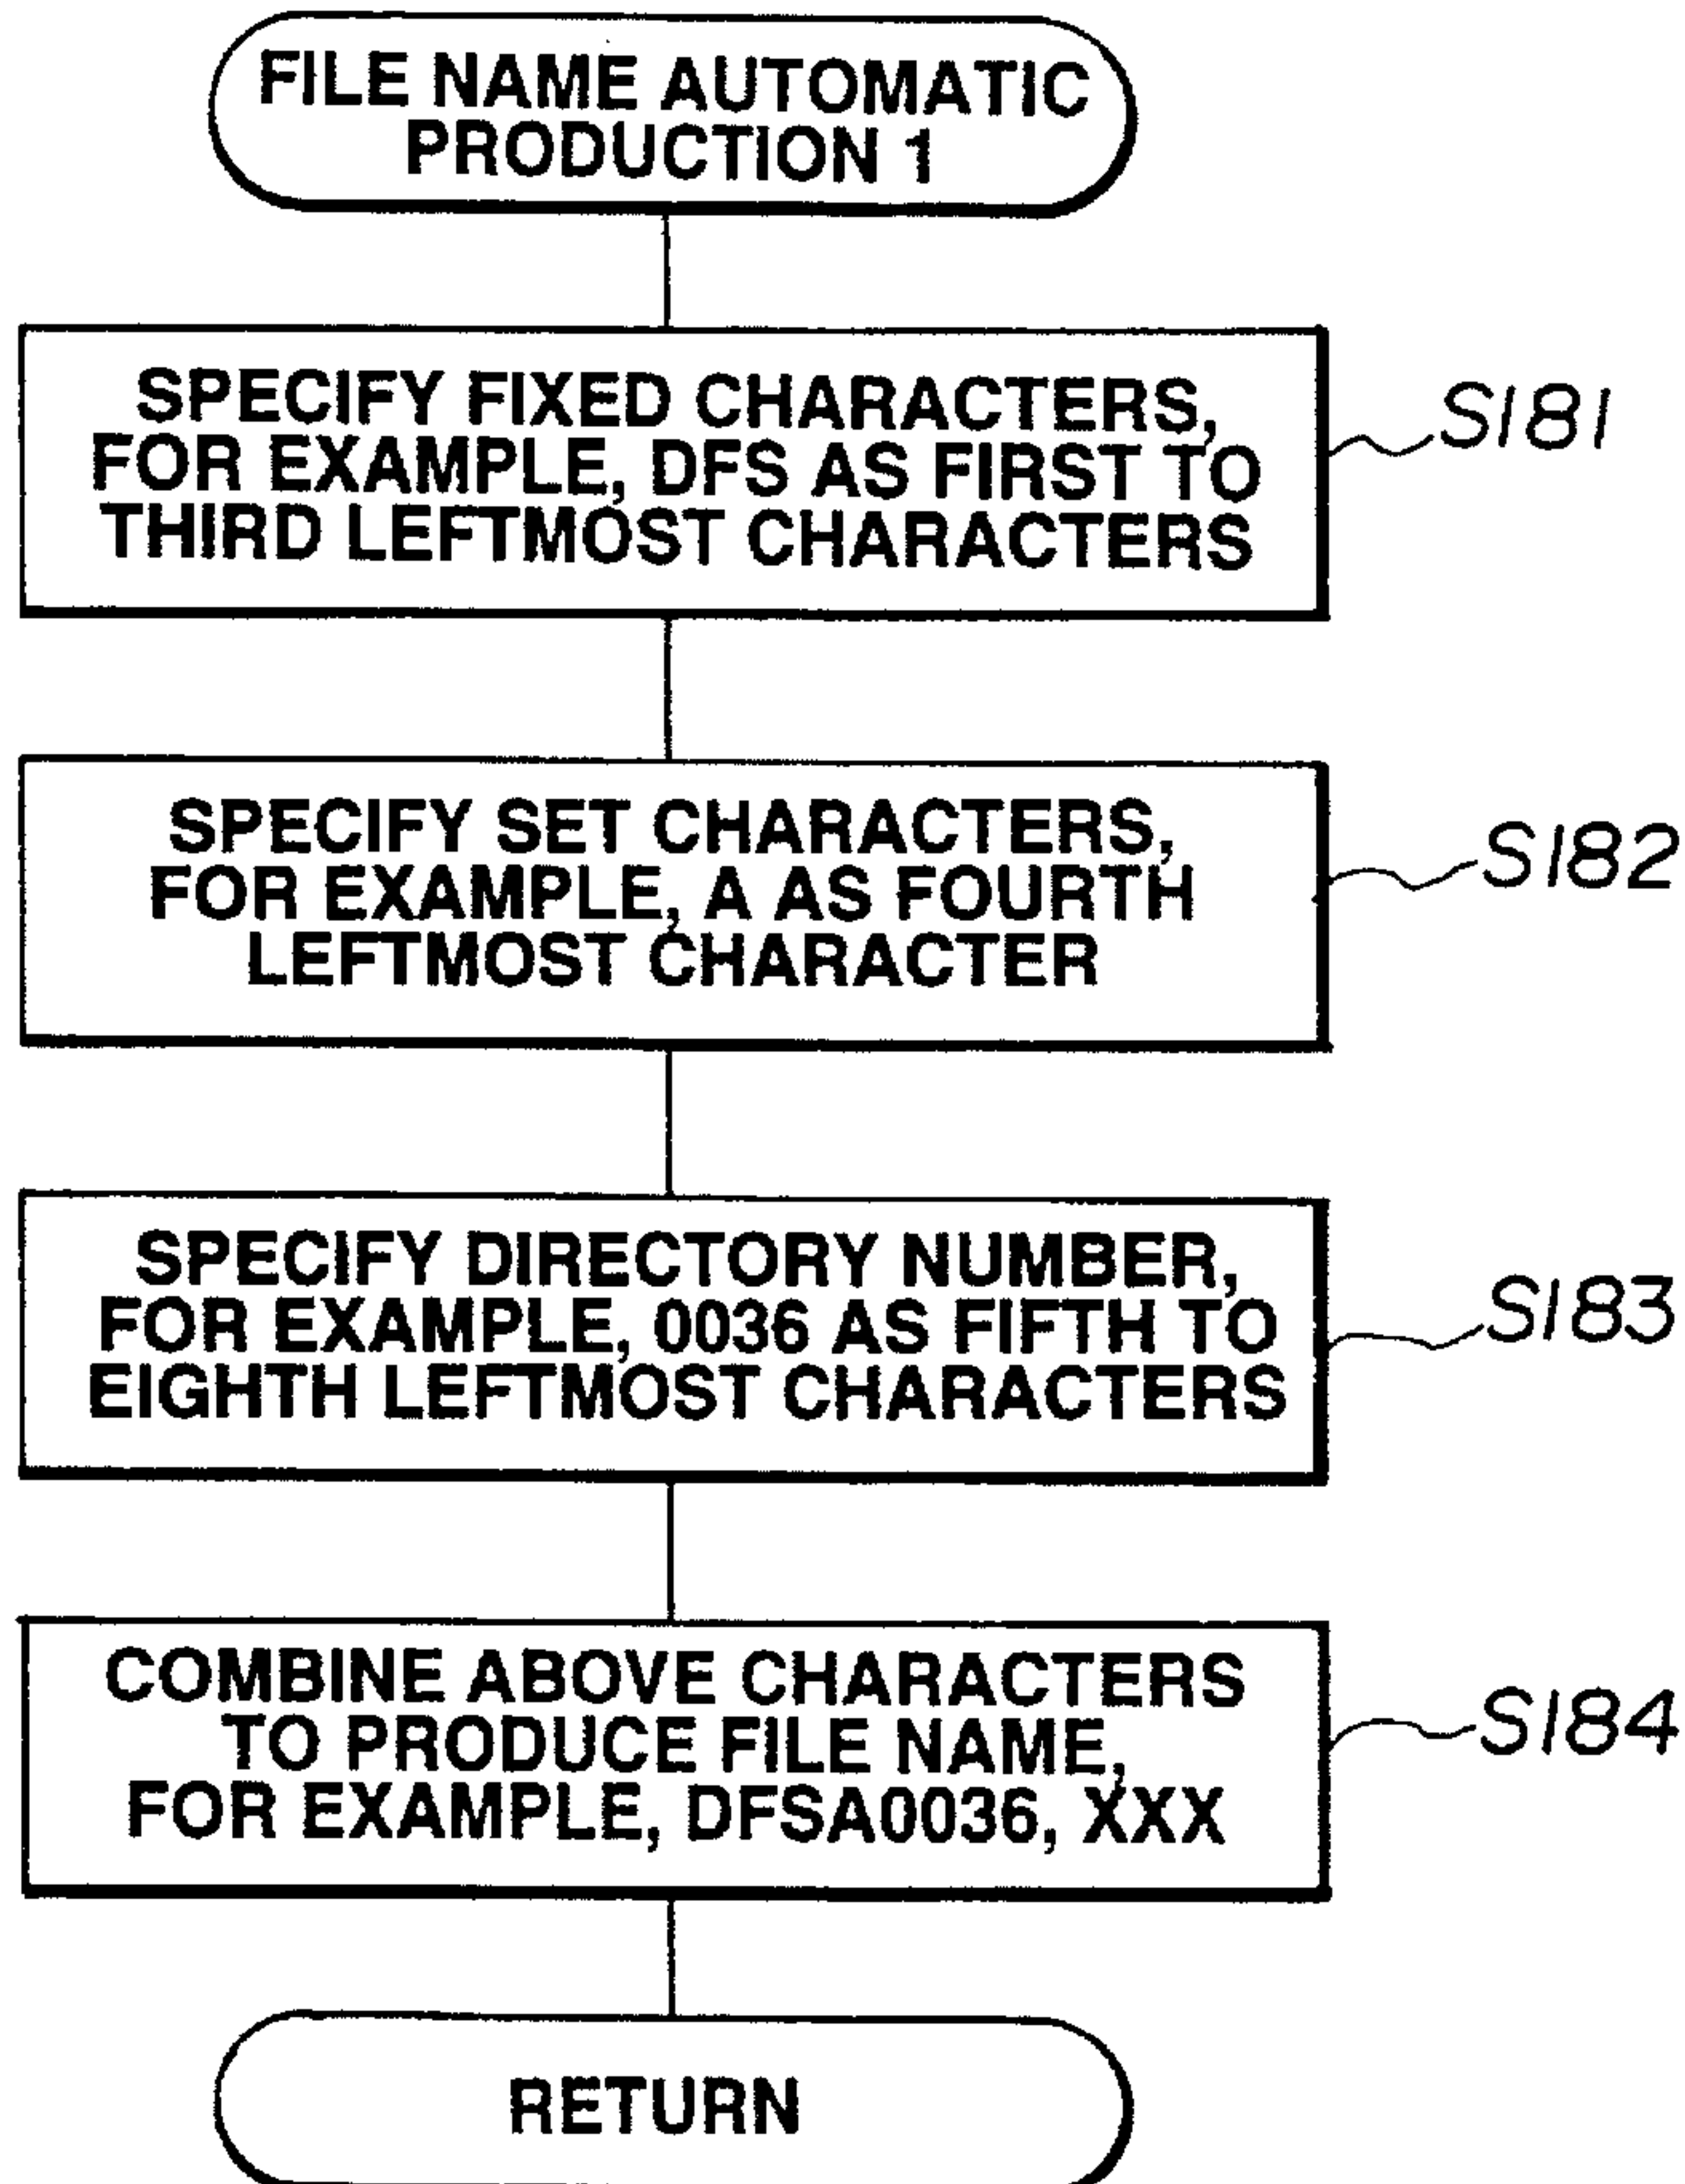 FILE NAME AUTOMATIC
PRODUCTION 1
SPECIFY FIXED CHARACTERS,
FOR EXAMPLE, DFS AS FIRST TO
THIRD LEFTMOST CHARACTERS
S181
SPECIFY SET CHARACTERS,
FOR EXAMPLE, A AS FOURTH
LEFTMOST CHARACTER
S182
SPECIFY DIRECTORY NUMBER,
FOR EXAMPLE, 0036 AS FIFTH TO
EIGHTH LEFTMOST CHARACTERS
S183
COMBINE ABOVE CHARACTERS
TO PRODUCE FILE NAME,
FOR EXAMPLE, DFSA0036, XXX
S184
RETURN